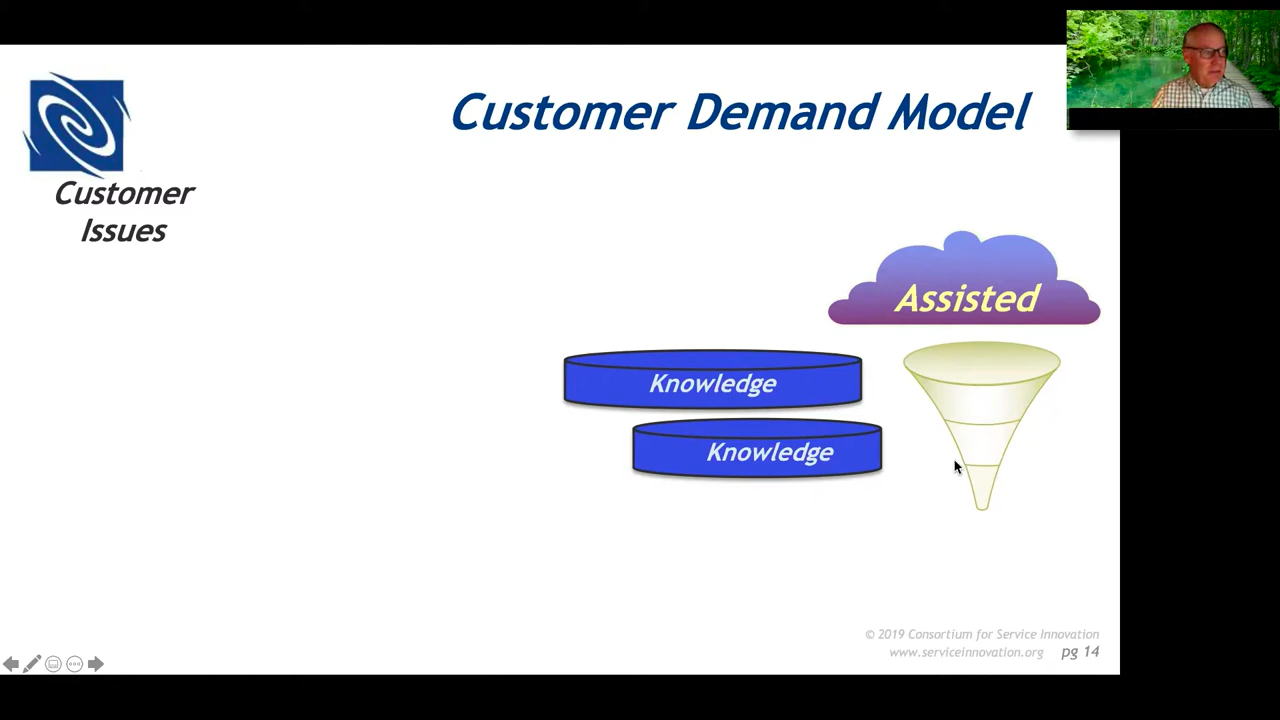 Customer Demand Model
Customer
Issues
Assisted
Knowledge
Knowledge
© 2019 Consortium for Service Innovation
www.serviceinnovation.org pg 14